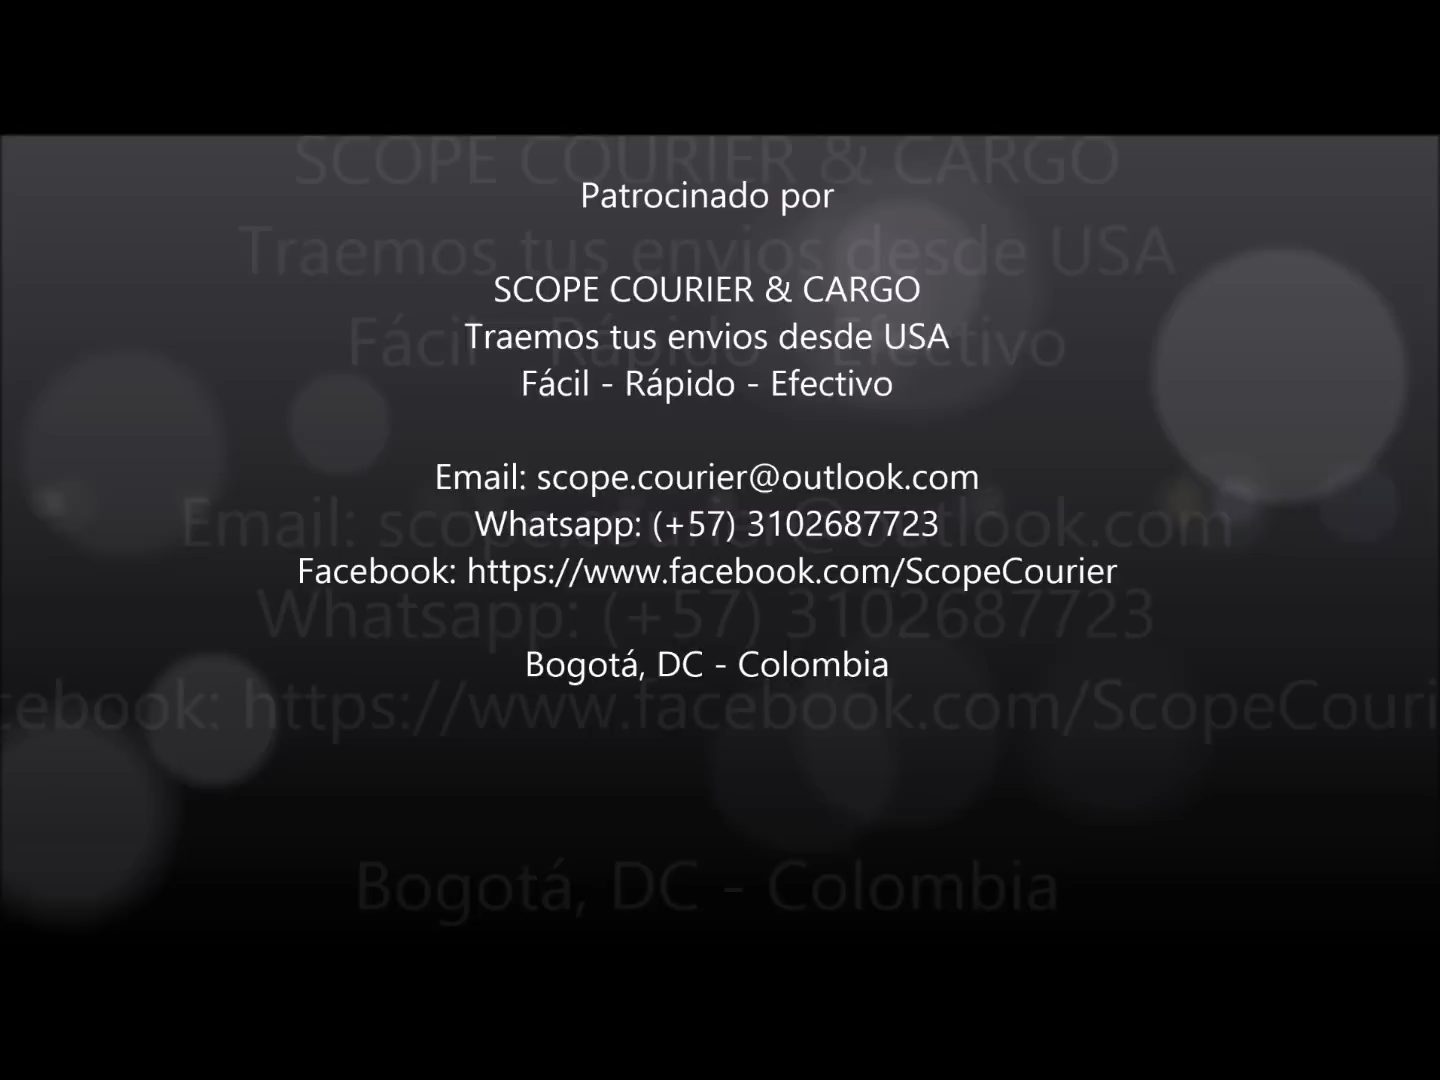 Patrocinado por
SCOPE COURIER & CARGO
Traemos tus envios desde USA
Fácil - Rápido - Efectivo
Email: scope.courier@outlook.com
Whatsapp: (+57) 3102687723
Facebook: https://www.facebook.com/ScopeCourier
Bogotá, DC - Colombia